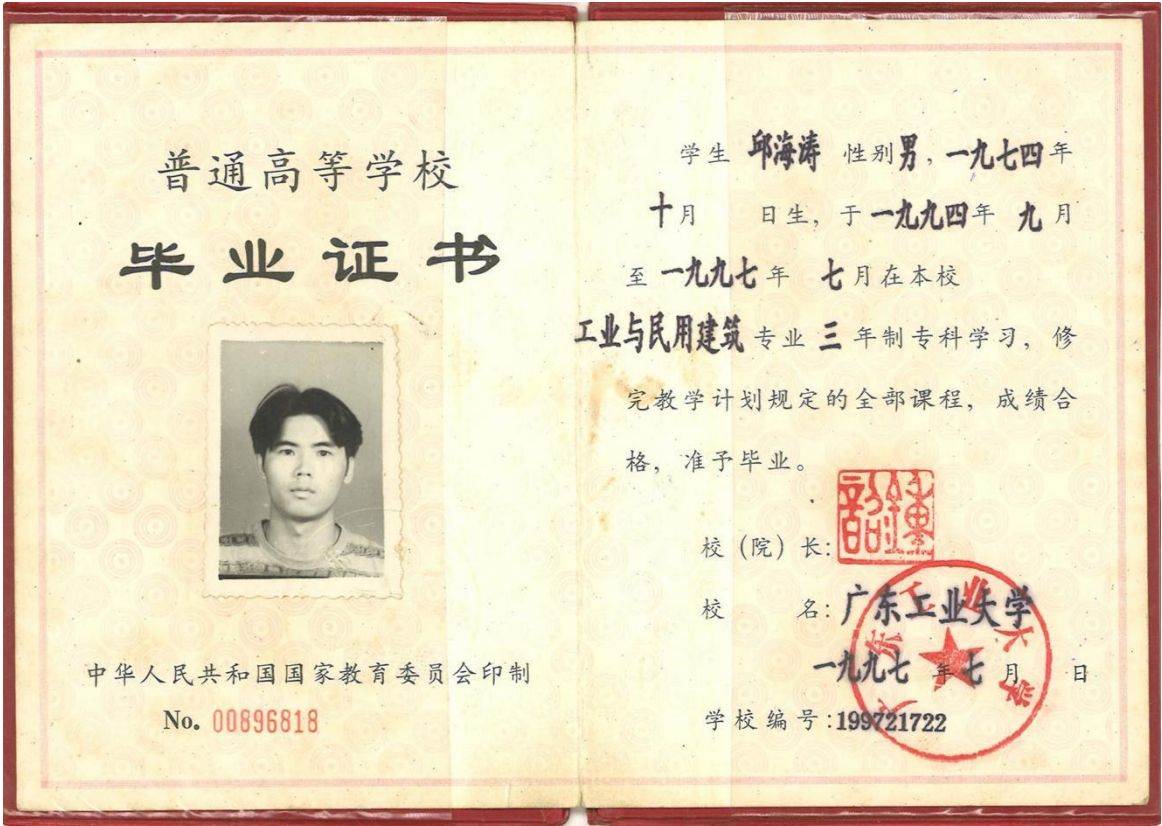 普通高等学校
毕业证书
中华人民共和国国家教育委员会印制
No. 00896818
学生 邱海涛 性别男，一九七四年
十月 日生，于一九九四年 九月
至一九九七年 七月在本校
工业与民用建筑专业 三 年制专科学习，修
完教学计划规定的全部课程，成绩合
格，准予毕业。
校（院）长：
校 名：广东工业大学
广东工业大学
一九九七 年七月 日
学校编号：199721722